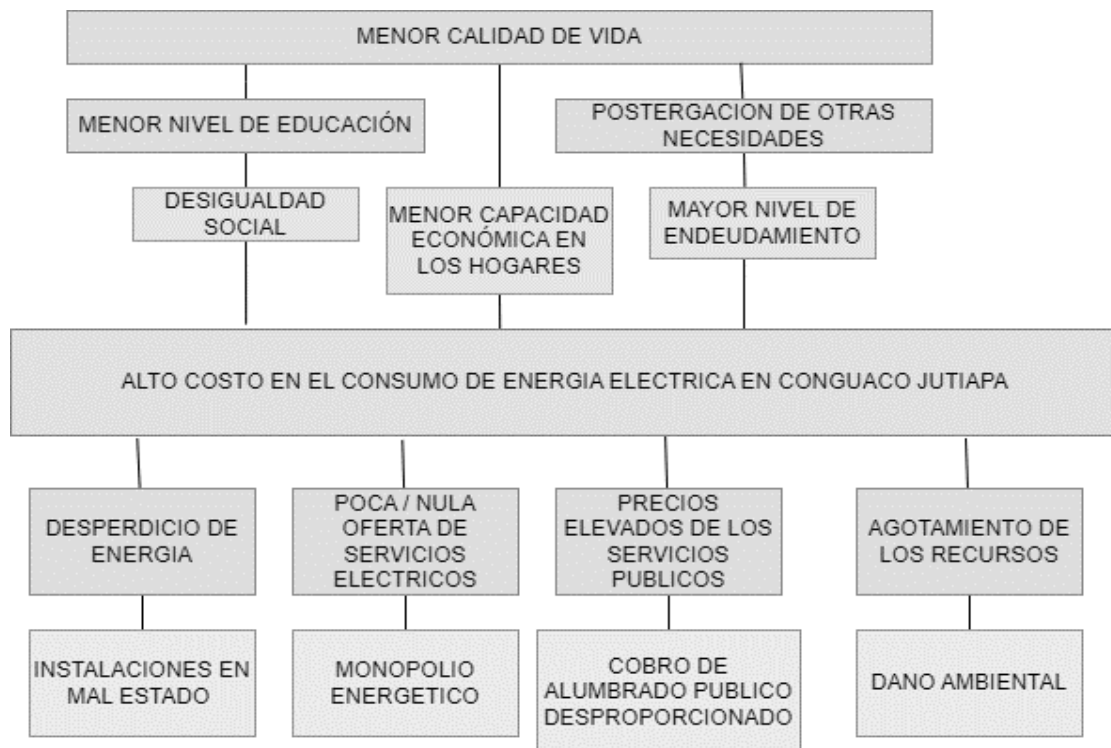 MENOR CALIDAD DE VIDA
MENOR NIVEL DE EDUCACIÓN
POSTERGACION DE OTRAS
NECESIDADES
DESIGUALDAD
SOCIAL
MENOR CAPACIDAD
ECONÓMICA EN
LOS HOGARES
MAYOR NIVEL DE
ENDEUDAMIENTO
ALTO COSTO EN EL CONSUMO DE ENERGIA ELECTRICA EN CONGUACO JUTIAPA
DESPERDICIO DE
ENERGIA
POCA / NULA
OFERTA DE
SERVICIOS
ELECTRICOS
PRECIOS
ELEVADOS DE LOS
SERVICIOS
PUBLICOS
AGOTAMIENTO DE
LOS RECURSOS
INSTALACIONES EN
MAL ESTADO
MONOPOLIO
ENERGETICO
COBRO DE
ALUMBRADO PUBLICO
DESPROPORCIONADO
DANO AMBIENTAL